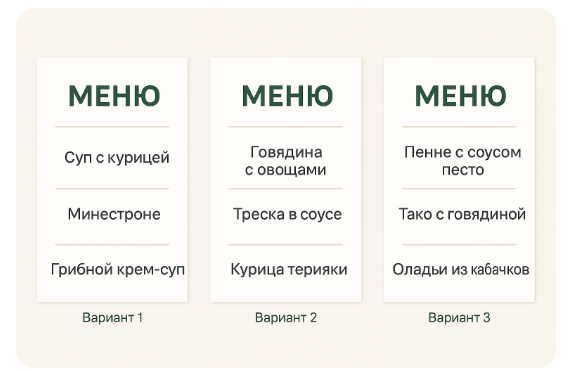 МЕНЮ
Суп с курицей
Минестроне
Грибной крем-суп
Вариант 1
МЕНЮ
Говядина
с овощами
Треска в соусе
Курица терияки
Вариант 2
МЕНЮ
Пенне с соусом
песто
Тако с говядиной
Оладьи из кабачков
Вариант 3